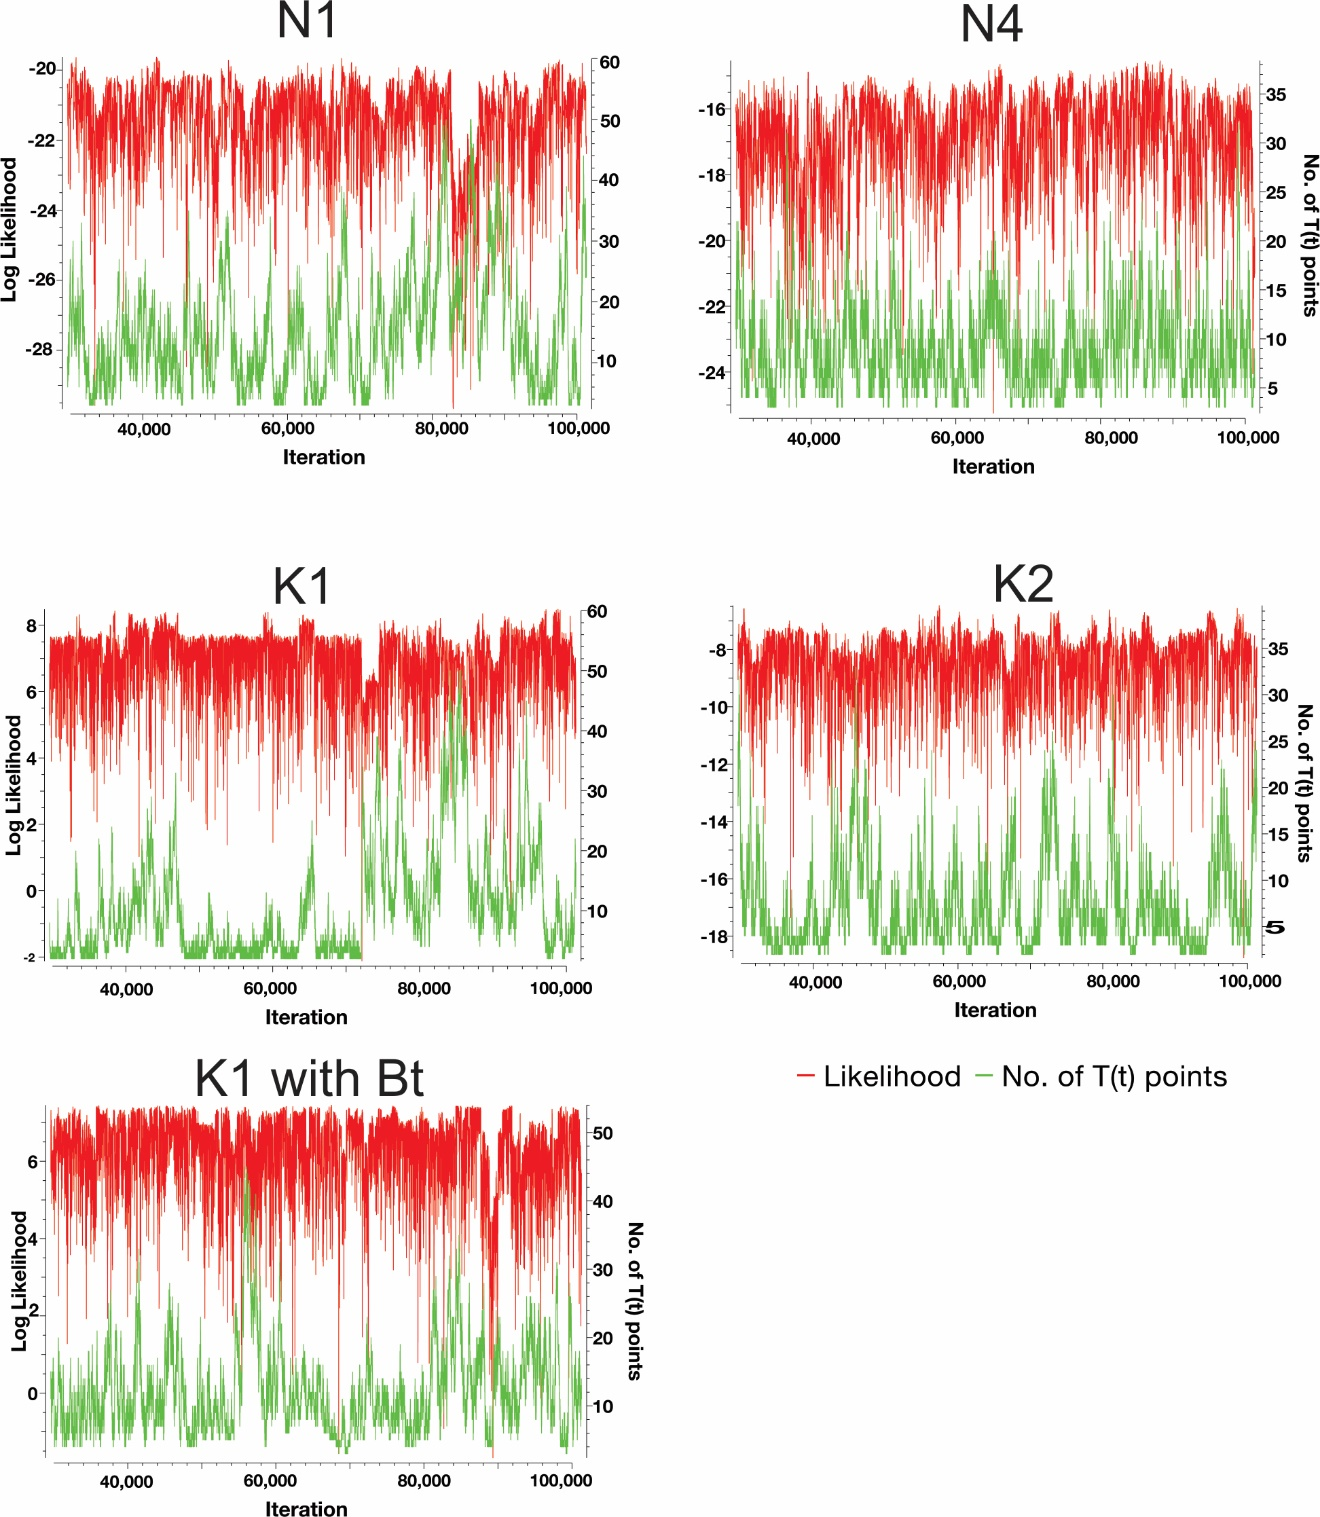 N1
-20
-22
-24
-26
-28
Log Likelihood
60
50
40
30
20
10
40,000 60,000 80,000 100,000
Iteration
N4
-16
-18
-20
-22
-24
35
30
25
20
15
10
5
No. of T(t) points
40,000 60,000 80,000 100,000
Iteration
K1
8
6
4
2
0
-2
Log Likelihood
60
50
40
30
20
10
40,000 60,000 80,000 100,000
Iteration
K2
-8
-10
-12
-14
-16
-18
35
30
25
20
15
10
5
No. of T(t) points
40,000 60,000 80,000 100,000
Iteration
K1 with Bt
6
4
2
0
Log Likelihood
50
40
30
20
10
No. of T(t) points
40,000 60,000 80,000 100,000
Iteration
Likelihood No. of T(t) points